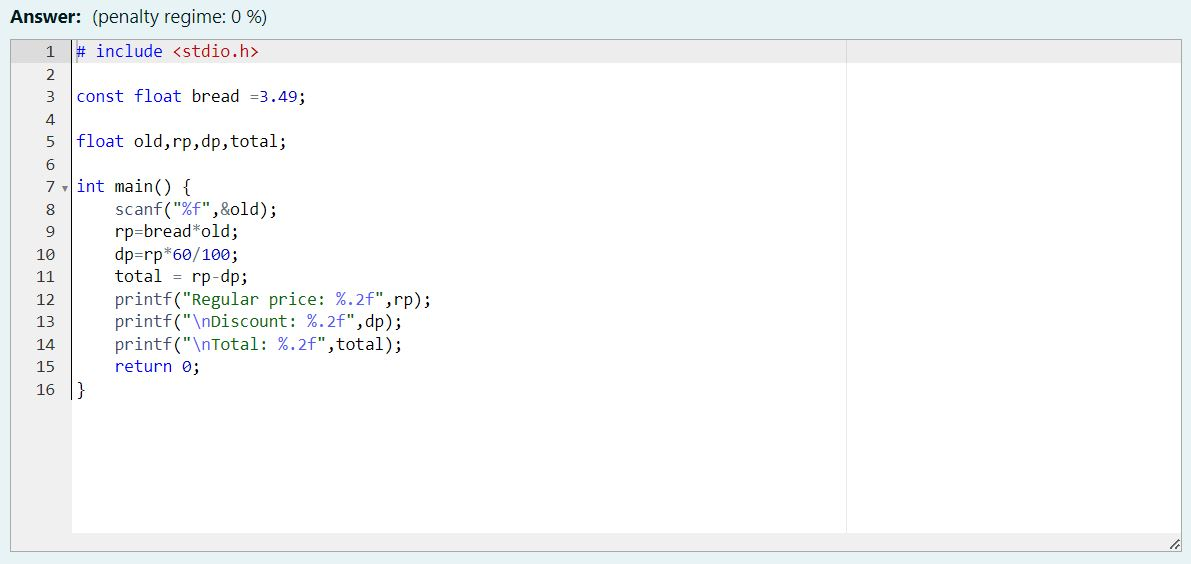 Answer: (penalty regime: 0 %)
1 # include <stdio.h>
2
3 const float bread =3.49;
4
5 float old,rp,dp,total;
6
7 int main() {
8 scanf("%f",&old);
9 rp=bread*old;
10 dp=rp*60/100;
11 total = rp-dp;
12 printf("Regular price: %.2f",rp);
13 printf("\nDiscount: %.2f",dp);
14 printf("\nTotal: %.2f",total);
15 return 0;
16 }